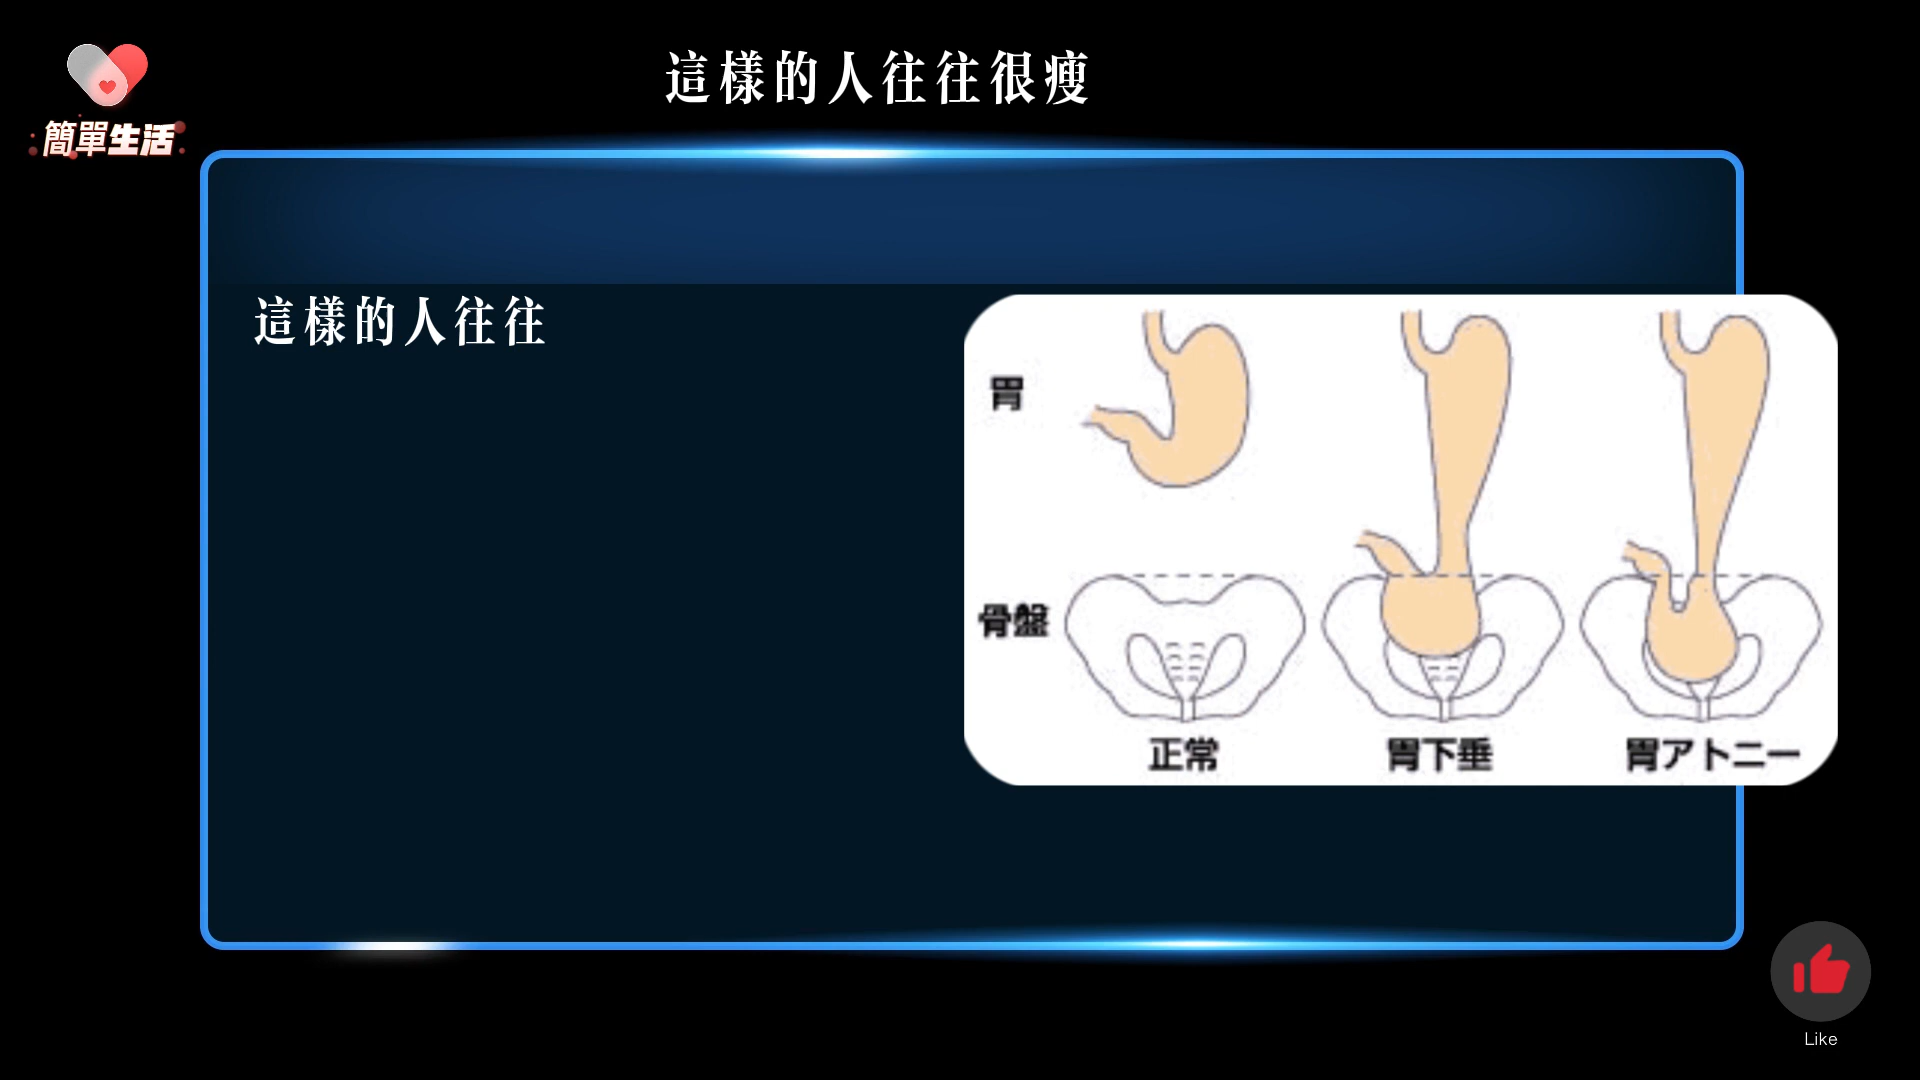 這樣的人往往很瘦
簡單生活
這樣的人往往
胃
骨盤
正常
胃下垂
胃アトニー
Like